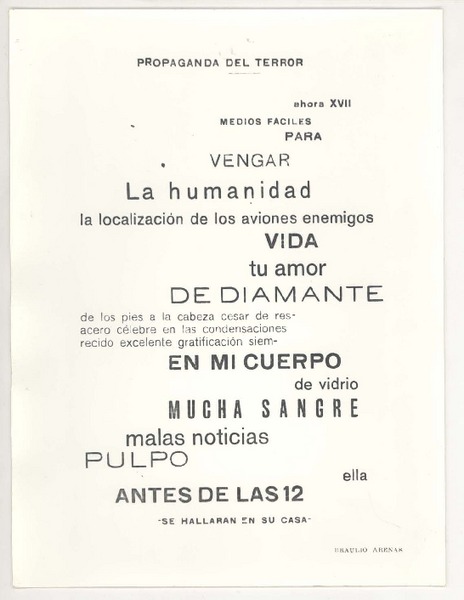 PROPAGANDA DEL TERROR
ahora XVII
MEDIOS FACILES
PARA
VENGAR
La humanidad
la localización de los aviones enemigos
VIDA
tu amor
DE DIAMANTE
de los pies a la cabeza cesar de res-
acero célebre en las condensaciones
recido excelente gratificación siem-
EN MI CUERPO
de vidrio
MUCHA SANGRE
malas noticias
PULPO
ella
ANTES DE LAS 12
-SE HALLARAN EN SU CASA-
BRAULIO ARENAS